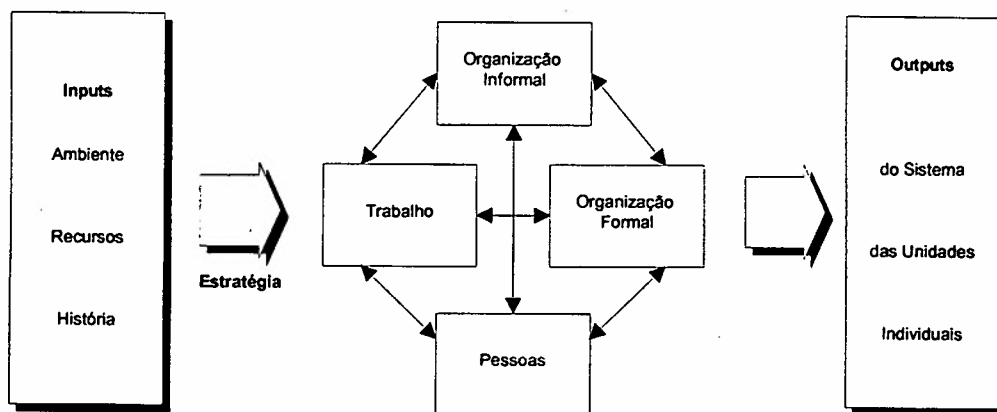 Inputs
Ambiente
Recursos
História
Estratégia
Organização
Informal
Trabalho
Organização
Formal
Pessoas
Outputs
do Sistema
das Unidades
Individuais